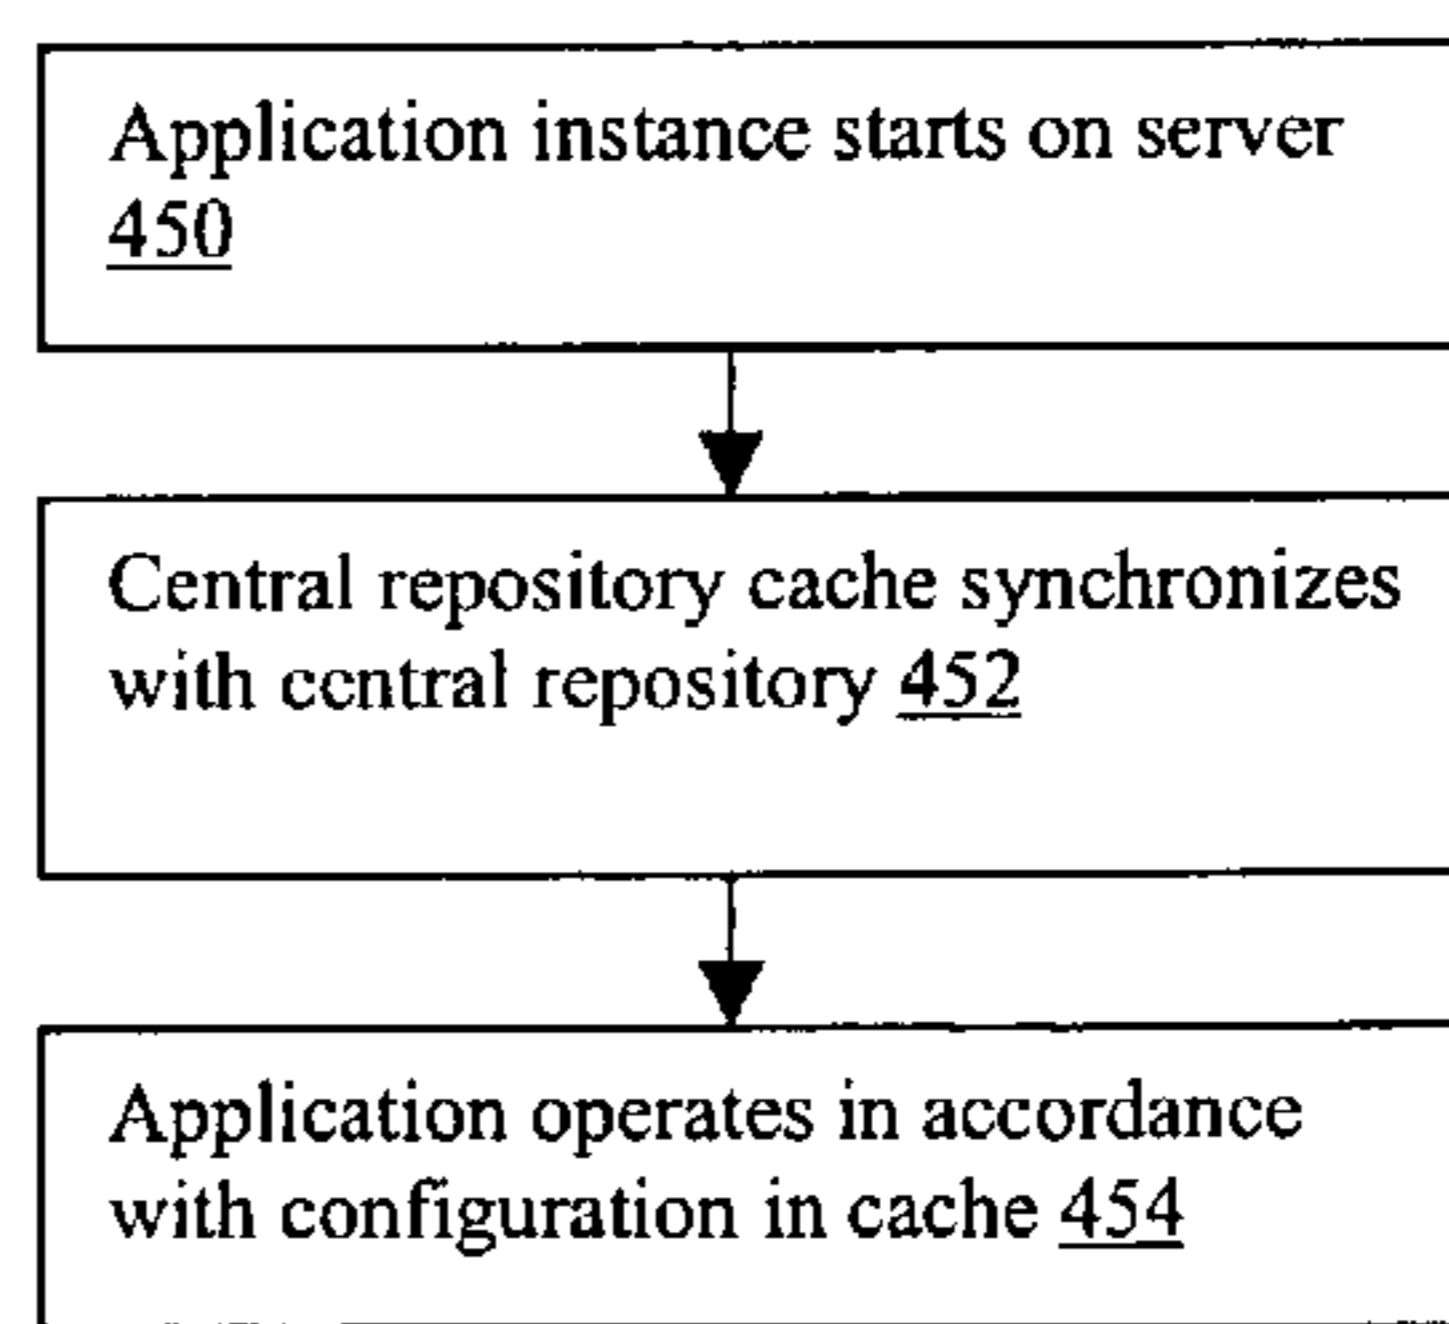 Application instance starts on server
450
Central repository cache synchronizes
with central repository 452
Application operates in accordance
with configuration in cache 454